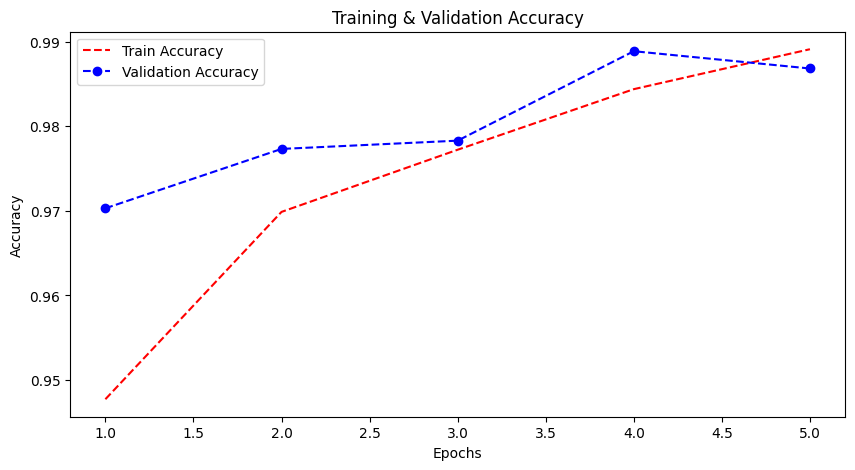 Training & Validation Accuracy
Train Accuracy
Validation Accuracy
0.99
0.98
0.97
0.96
0.95
Accuracy
1.0 1.5 2.0 2.5 3.0 3.5 4.0 4.5 5.0
Epochs